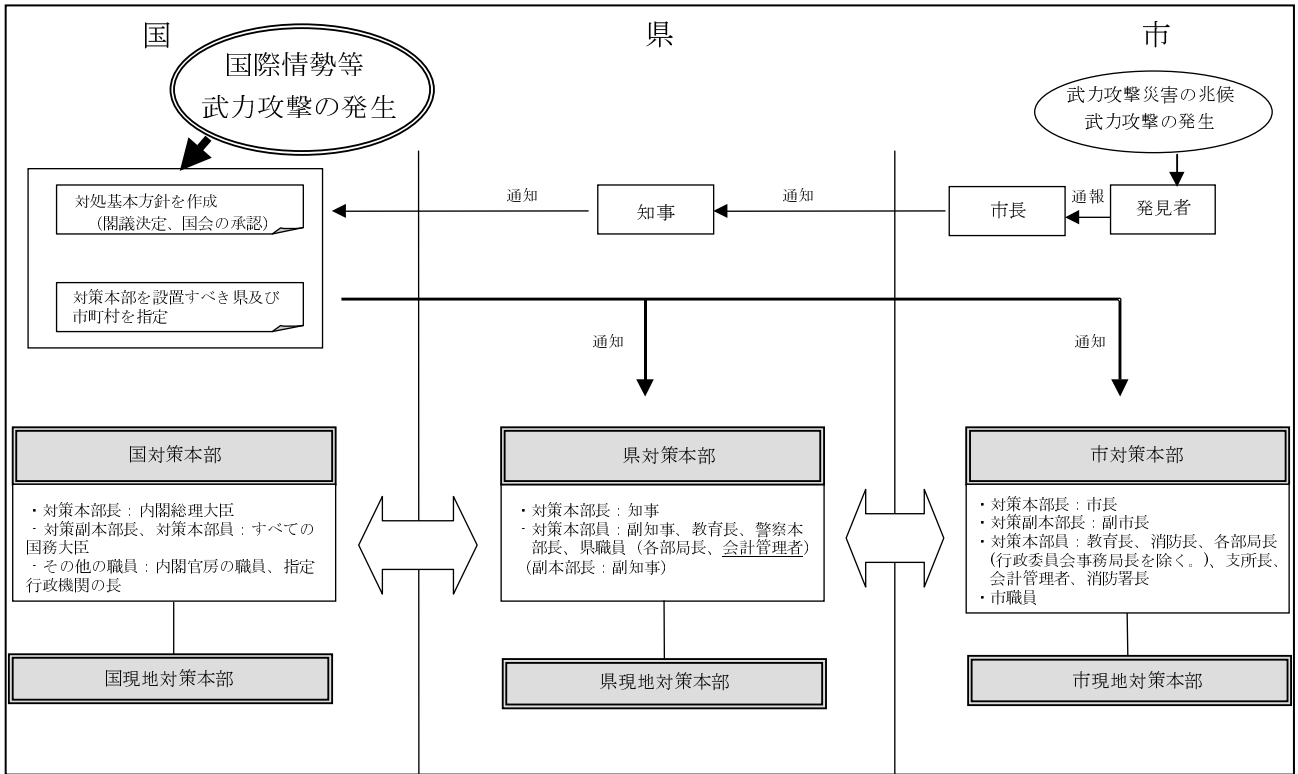 国
県
市
国際情勢等
武力攻撃の発生
武力攻撃災害の兆候
武力攻撃の発生
対処基本方針を作成
（閣議決定、国会の承認）
通知
知事
通知
市長
通報
発見者
対策本部を設置すべき県及び
市町村を指定
通知
通知
国対策本部
・対策本部長：内閣総理大臣
- 対策副本部長、対策本部員：すべての
国務大臣
- その他の職員：内閣官房の職員、指定
行政機関の長
県対策本部
・対策本部長：知事
- 対策本部員：副知事、教育長、警察本
部長、県職員（各部局長、会計管理者）
（副本部長：副知事）
市対策本部
・対策本部長：市長
・対策副本部長：副市長
・対策本部員：教育長、消防長、各部局長
(行政委員会事務局長を除く。)、支所長、
会計管理者、消防署長
・市職員
国現地対策本部
県現地対策本部
市現地対策本部